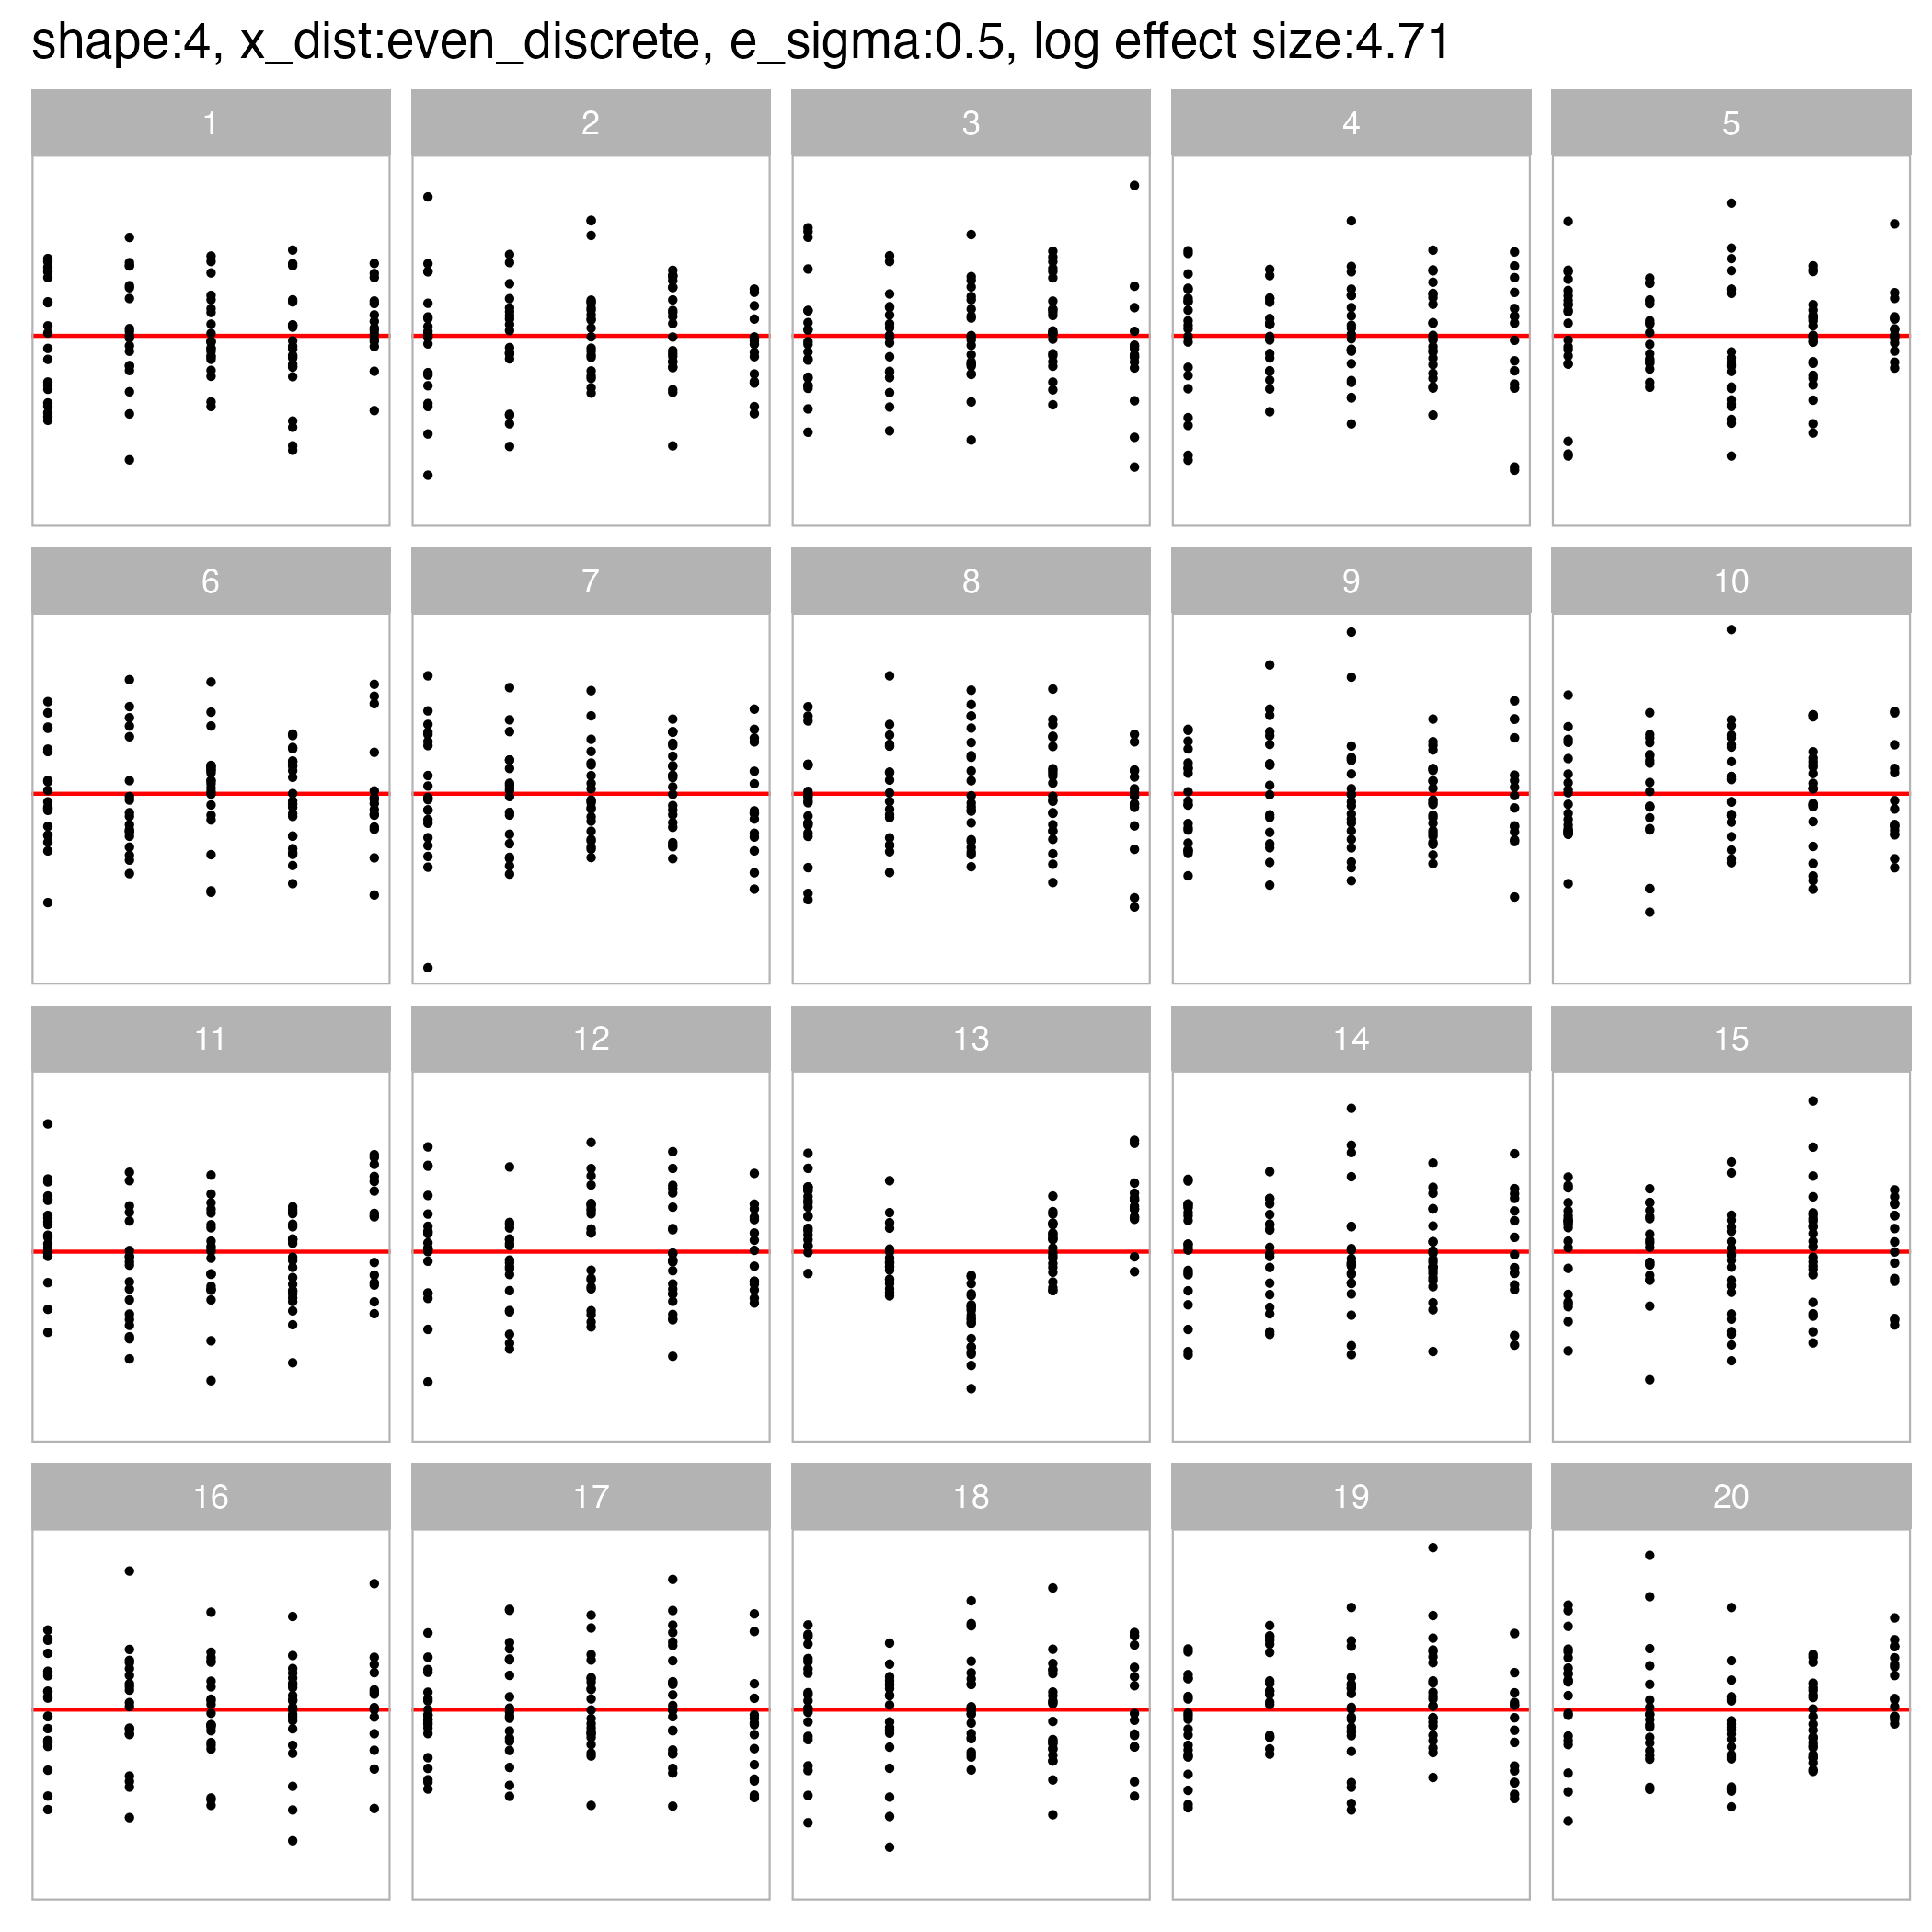 shape:4, x_dist:even_discrete, e_sigma:0.5, log effect size:4.71
1 2 3 4 5
6 7 8 9 10
11 12 13 14 15
16 17 18 19 20